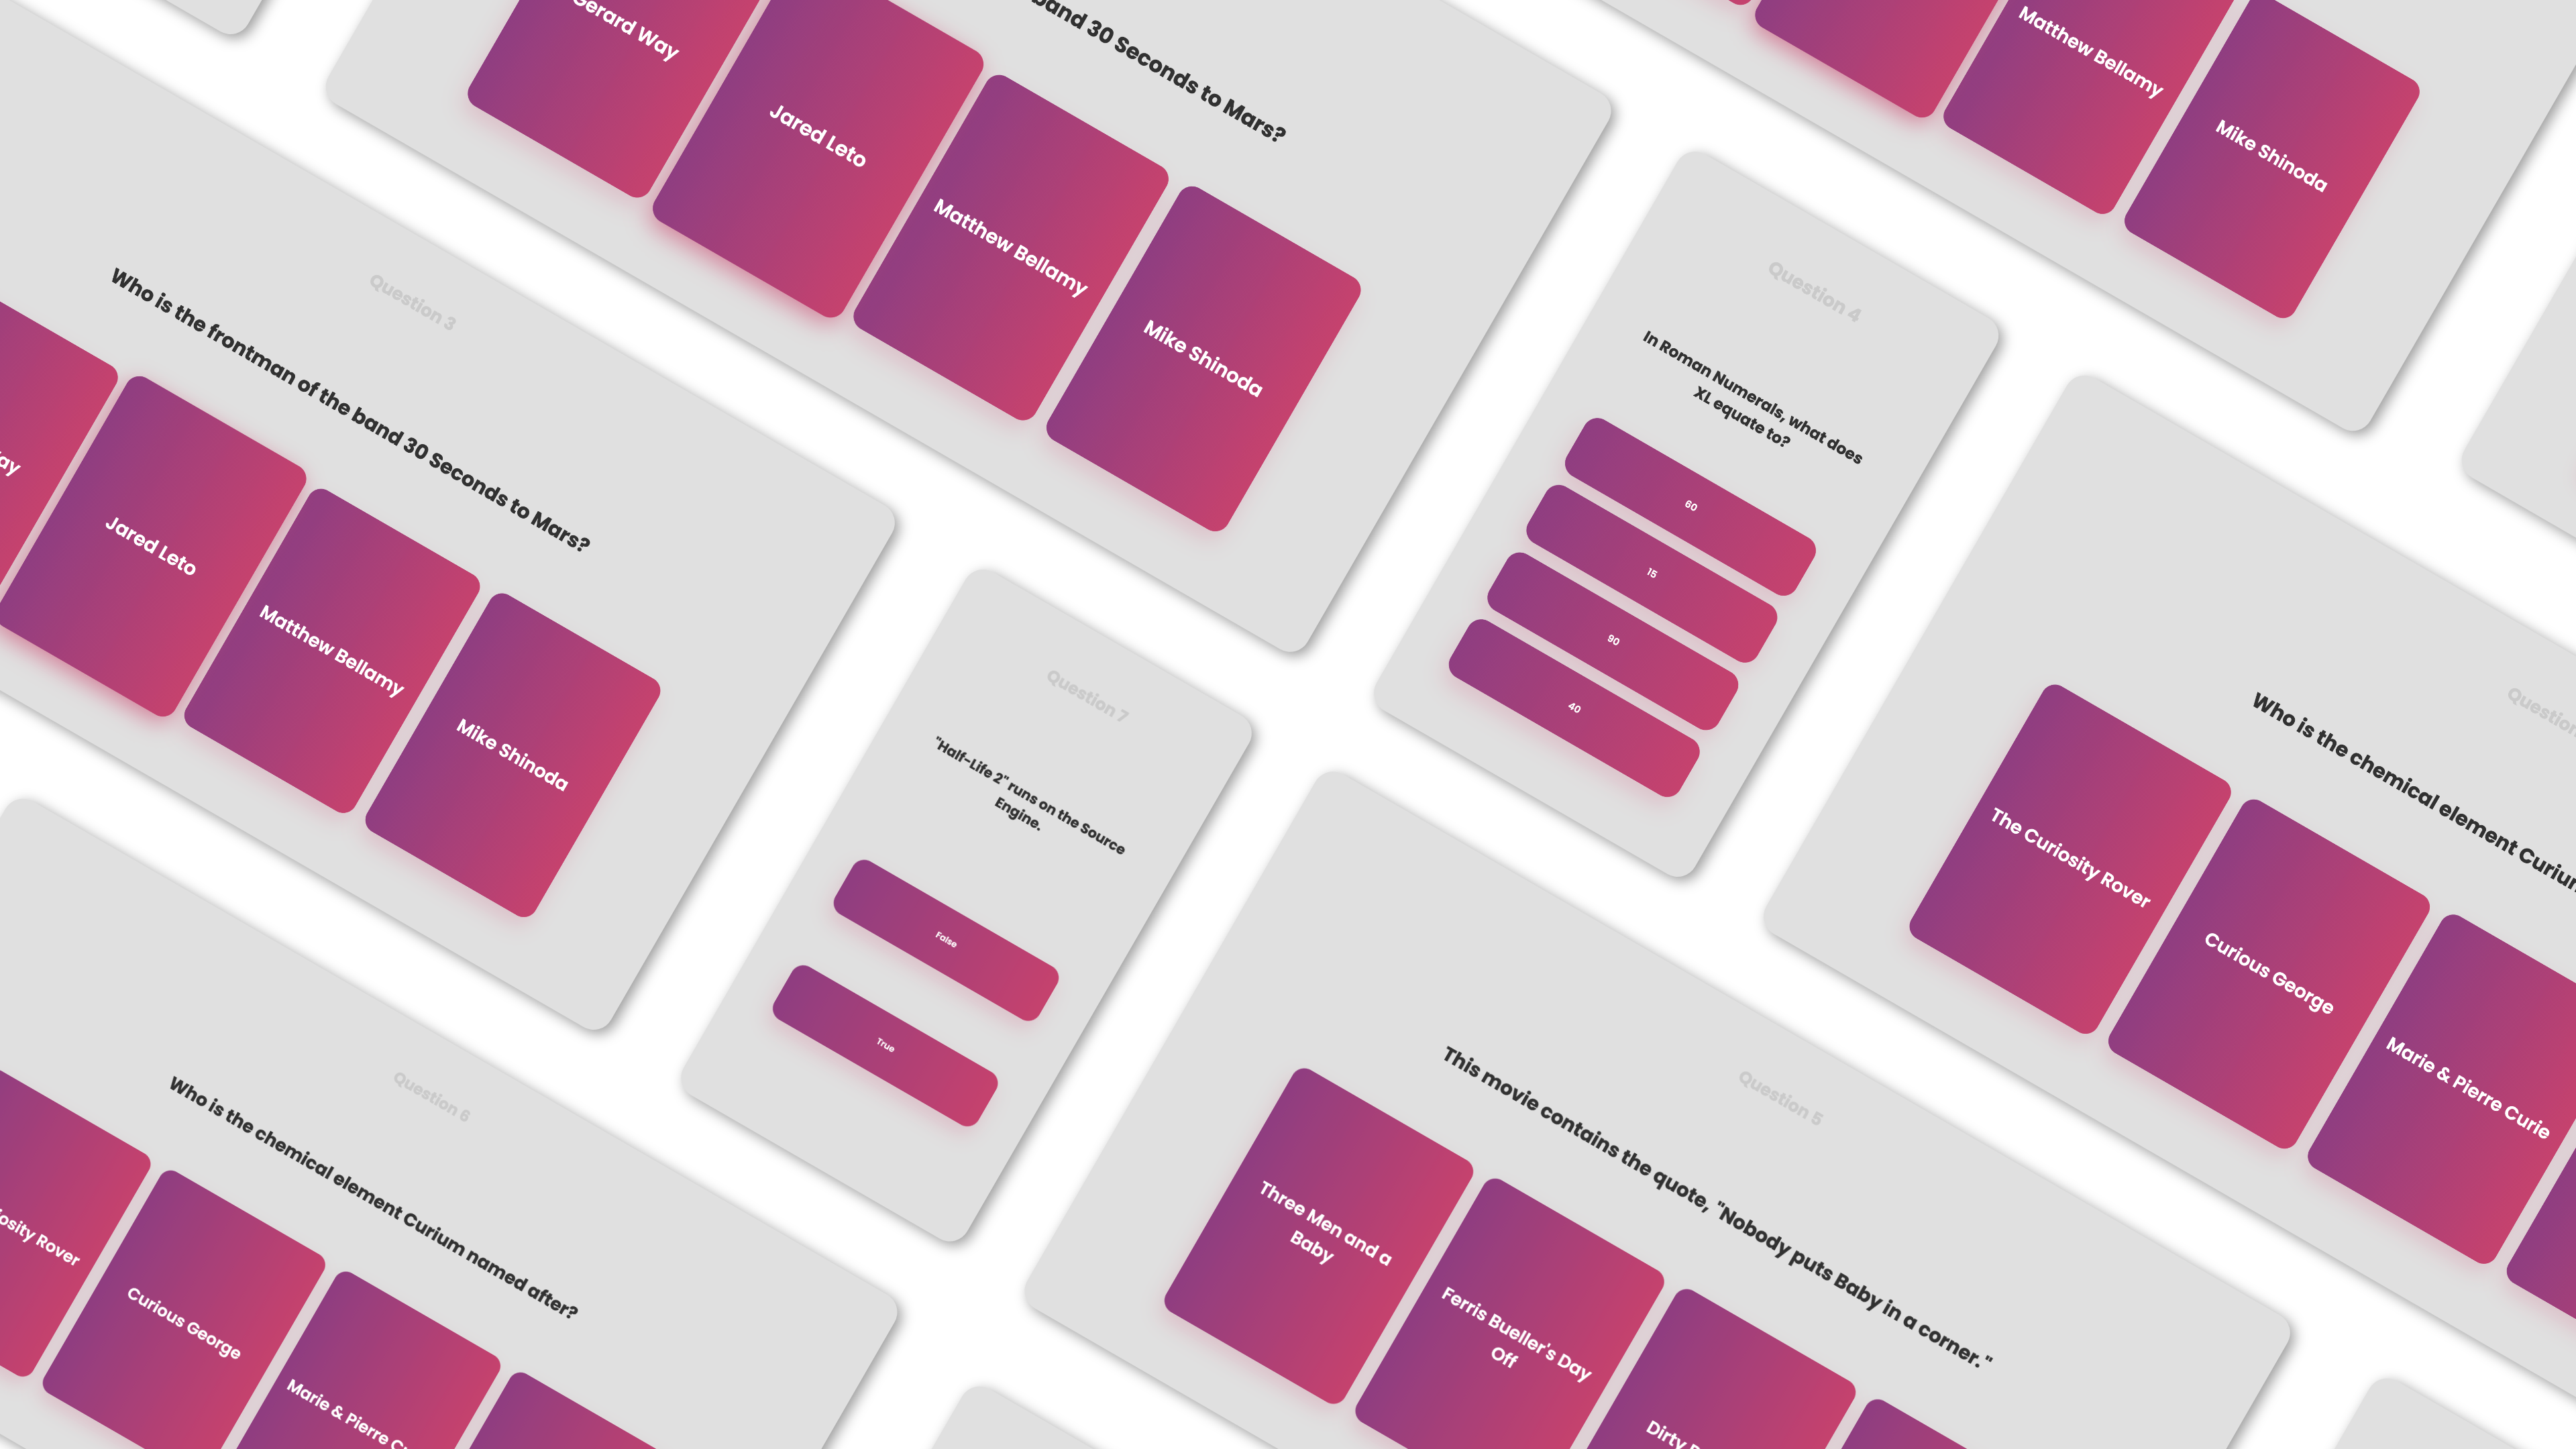 Gerard Way
band 30 Seconds to Mars?
Jared Leto
Matthew Bellamy
Mike Shinoda
Matthew Bellamy
Mike Shinoda
Question 3
Who is the frontman of the band 30 Seconds to Mars?
Jared Leto
Matthew Bellamy
Mike Shinoda
Question 4
In Roman Numerals, what does
XL equate to?
60
15
90
40
Question 7
"Half-Life 2" runs on the Source
Engine.
False
True
Question
Who is the chemical element Curium
The Curiosity Rover
Curious George
Marie & Pierre Curie
Question 5
This movie contains the quote, "Nobody puts Baby in a corner."
Three Men and a
Baby
Ferris Bueller's Day
Off
Dirty
Question 6
Who is the chemical element Curium named after?
Rover
Curious George
Marie & Pierre